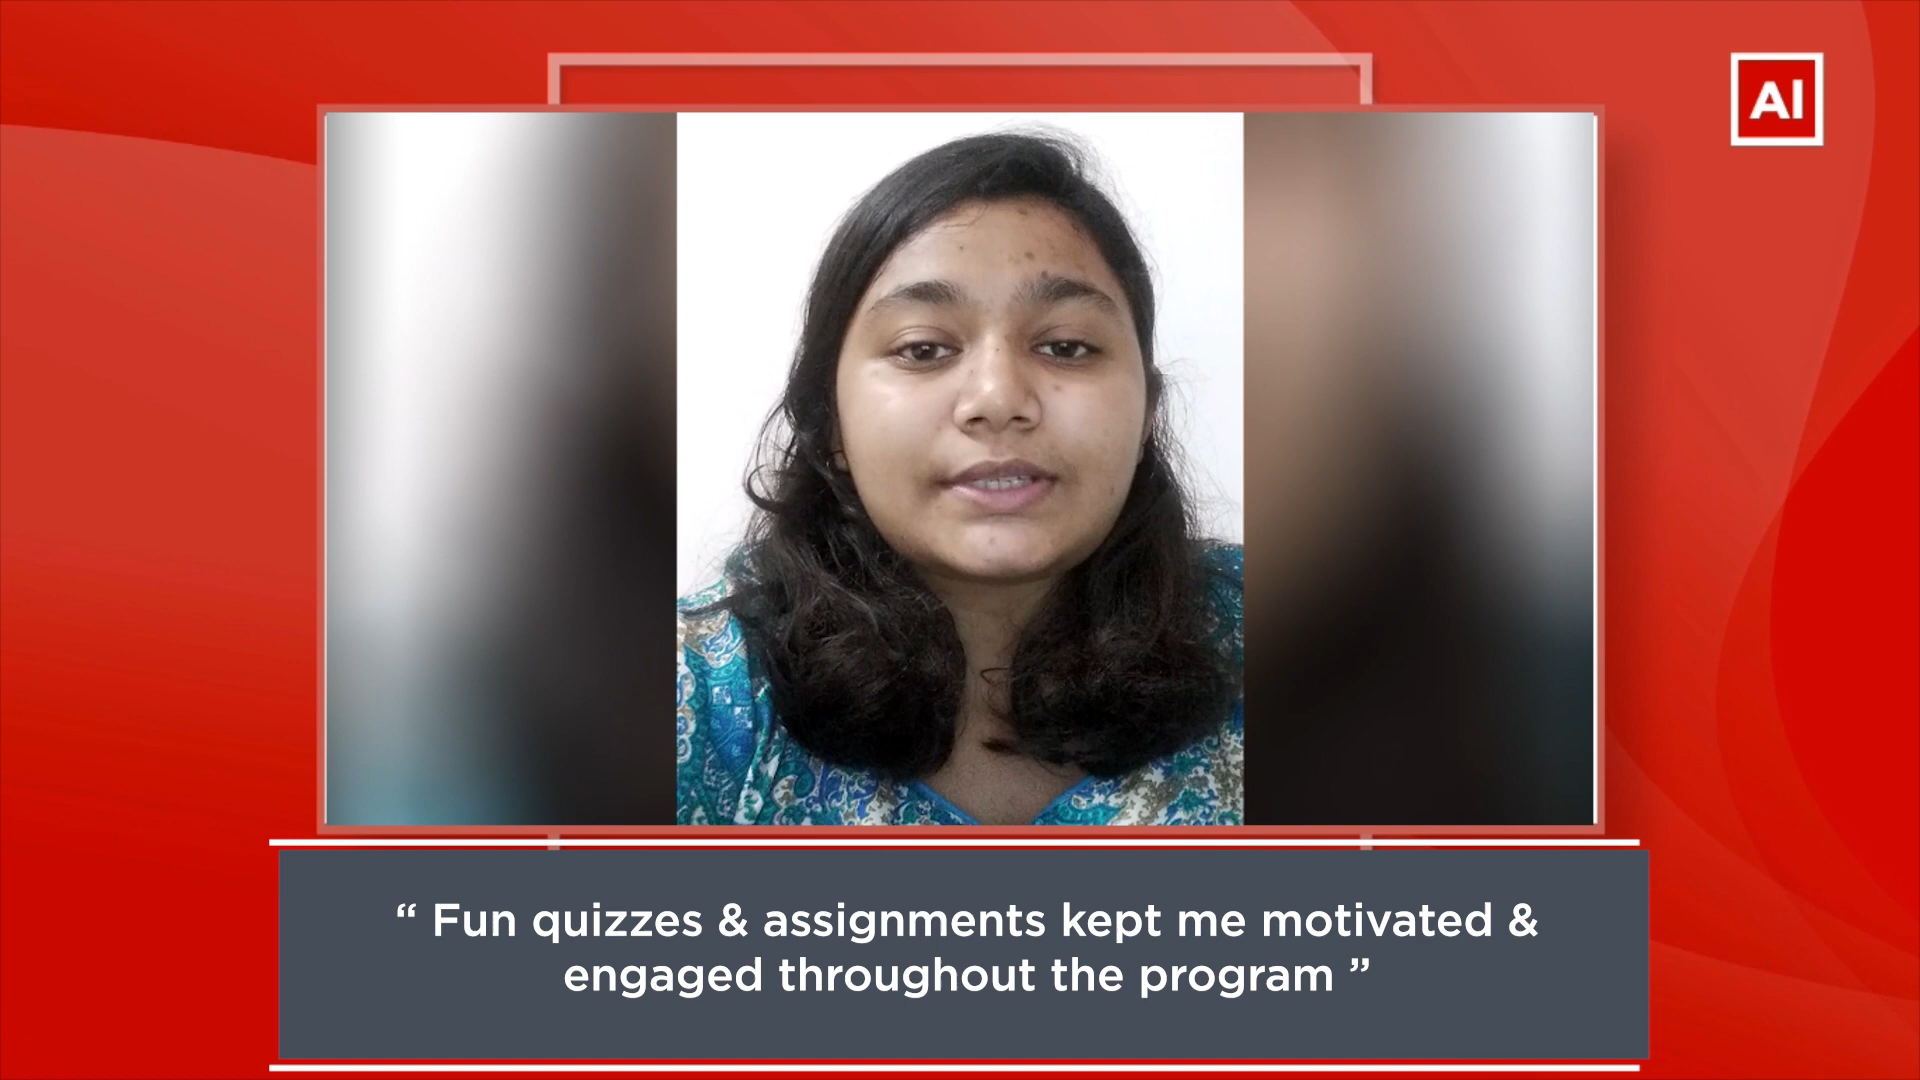 AI
“ Fun quizzes & assignments kept me motivated &
engaged throughout the program ”